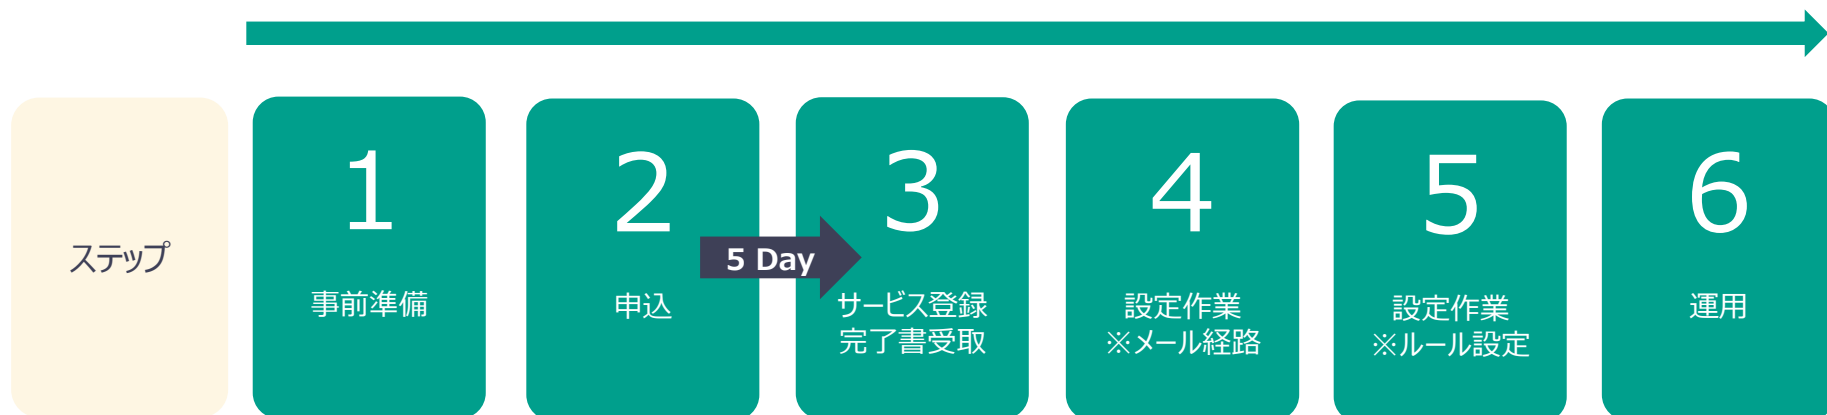 ステップ
1
事前準備
2
申込
5 Day
3
サービス登録
完了書受取
4
設定作業
※メール経路
5
設定作業
※ルール設定
6
運用